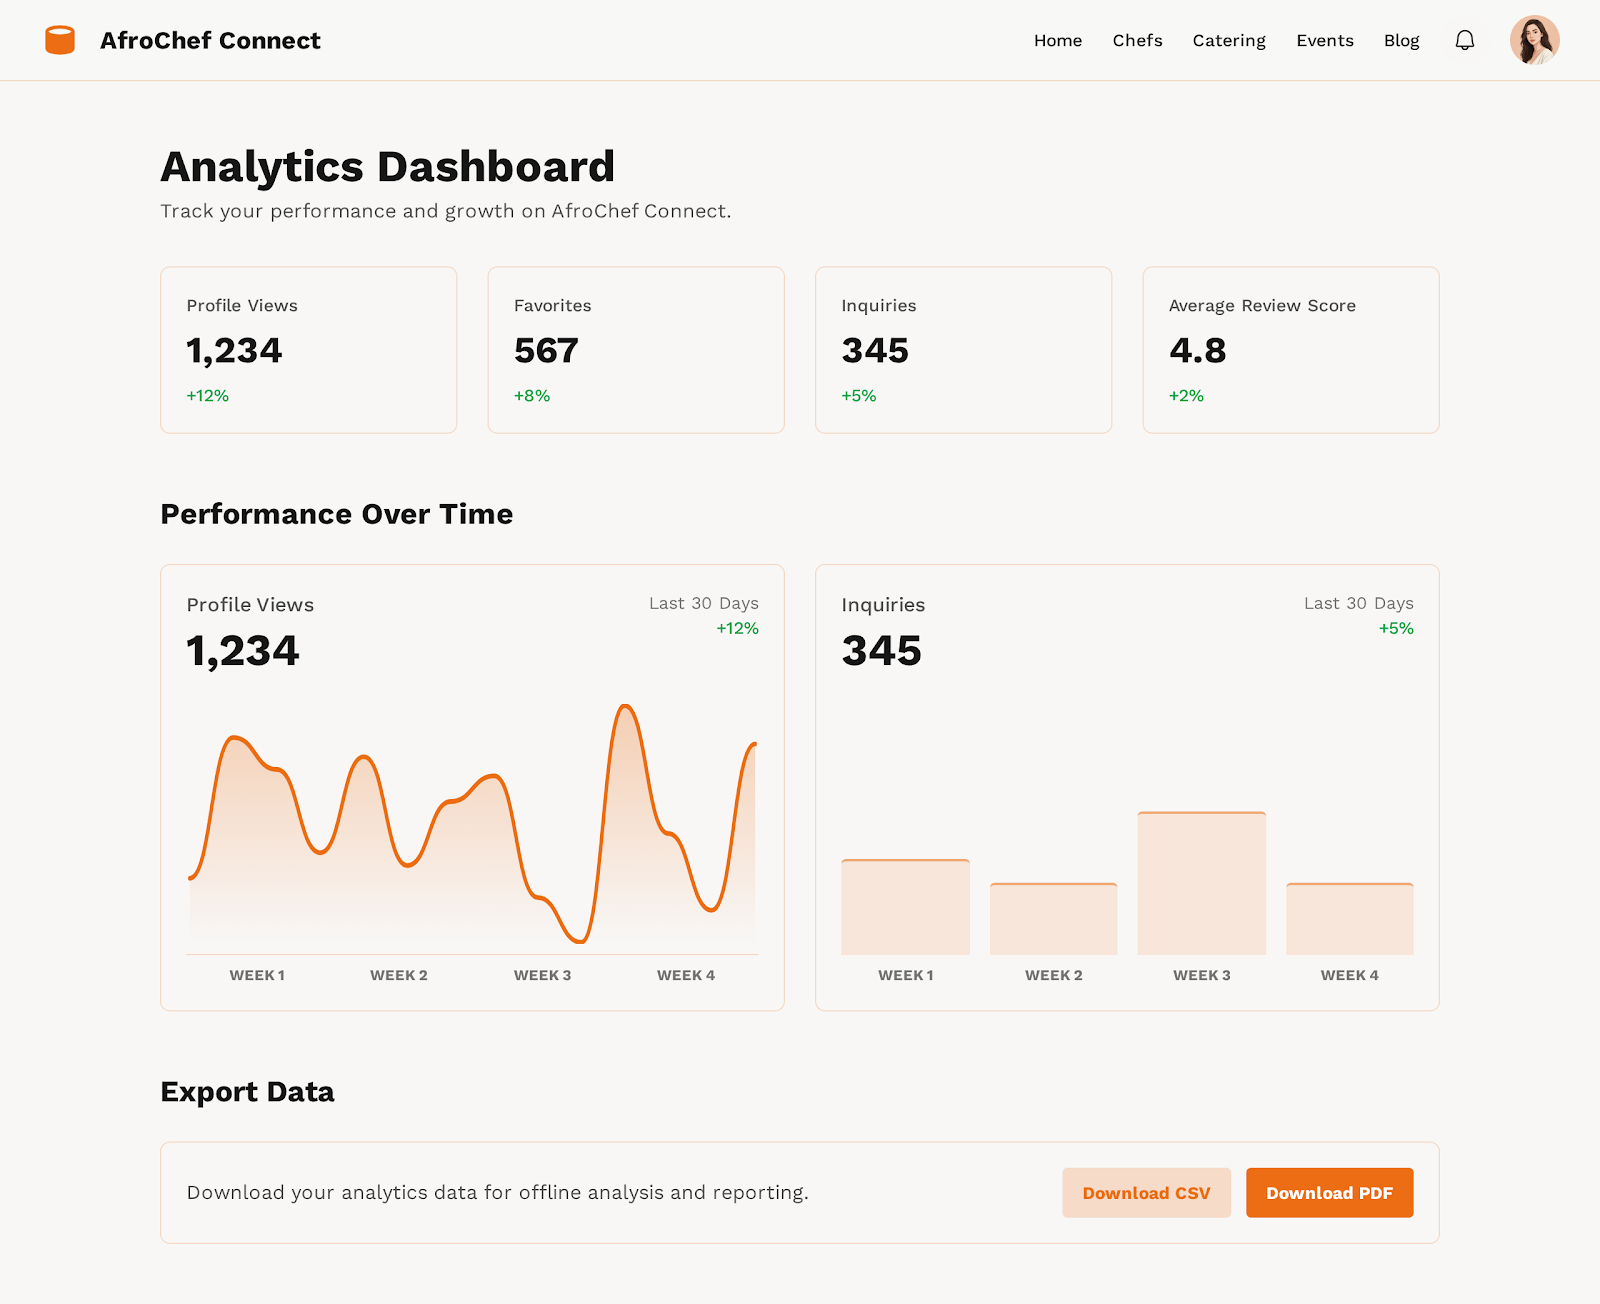 AfroChef Connect
Home
Chefs
Catering
Events
Blog
Analytics Dashboard
Track your performance and growth on AfroChef Connect.
Profile Views
1,234
+12%
Favorites
567
+8%
Inquiries
345
+5%
Average Review Score
4.8
+2%
Performance Over Time
Profile Views
1,234
Last 30 Days
+12%
WEEK 1
WEEK 2
WEEK 3
WEEK 4
Inquiries
345
Last 30 Days
+5%
WEEK 1
WEEK 2
WEEK 3
WEEK 4
Export Data
Download your analytics data for offline analysis and reporting.
Download CSV
Download PDF